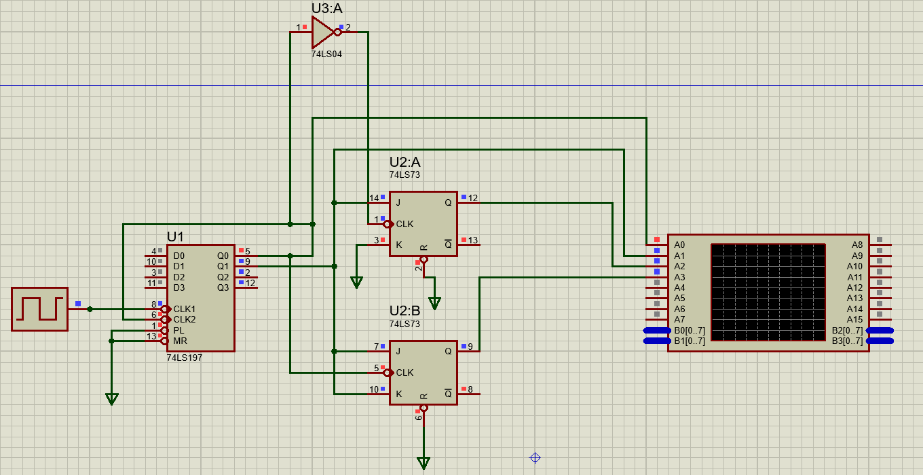 U3:A
1
2
74LS04
U2:A
74LS73
14
J
Q
12
1
CLK
3
K
Q
13
R
2
U1
4
D0
Q0
5
10
D1
Q1
9
3
D2
Q2
2
11
D3
Q3
12
8
CLK1
6
CLK2
1
PL
13
MR
74LS197
U2:B
74LS73
7
J
Q
9
5
CLK
10
K
Q
8
R
6
A0
A8
A1
A9
A2
A10
A3
A11
A4
A12
A5
A13
A6
A14
A7
A15
B0[0..7]
B2[0..7]
B1[0..7]
B3[0..7]